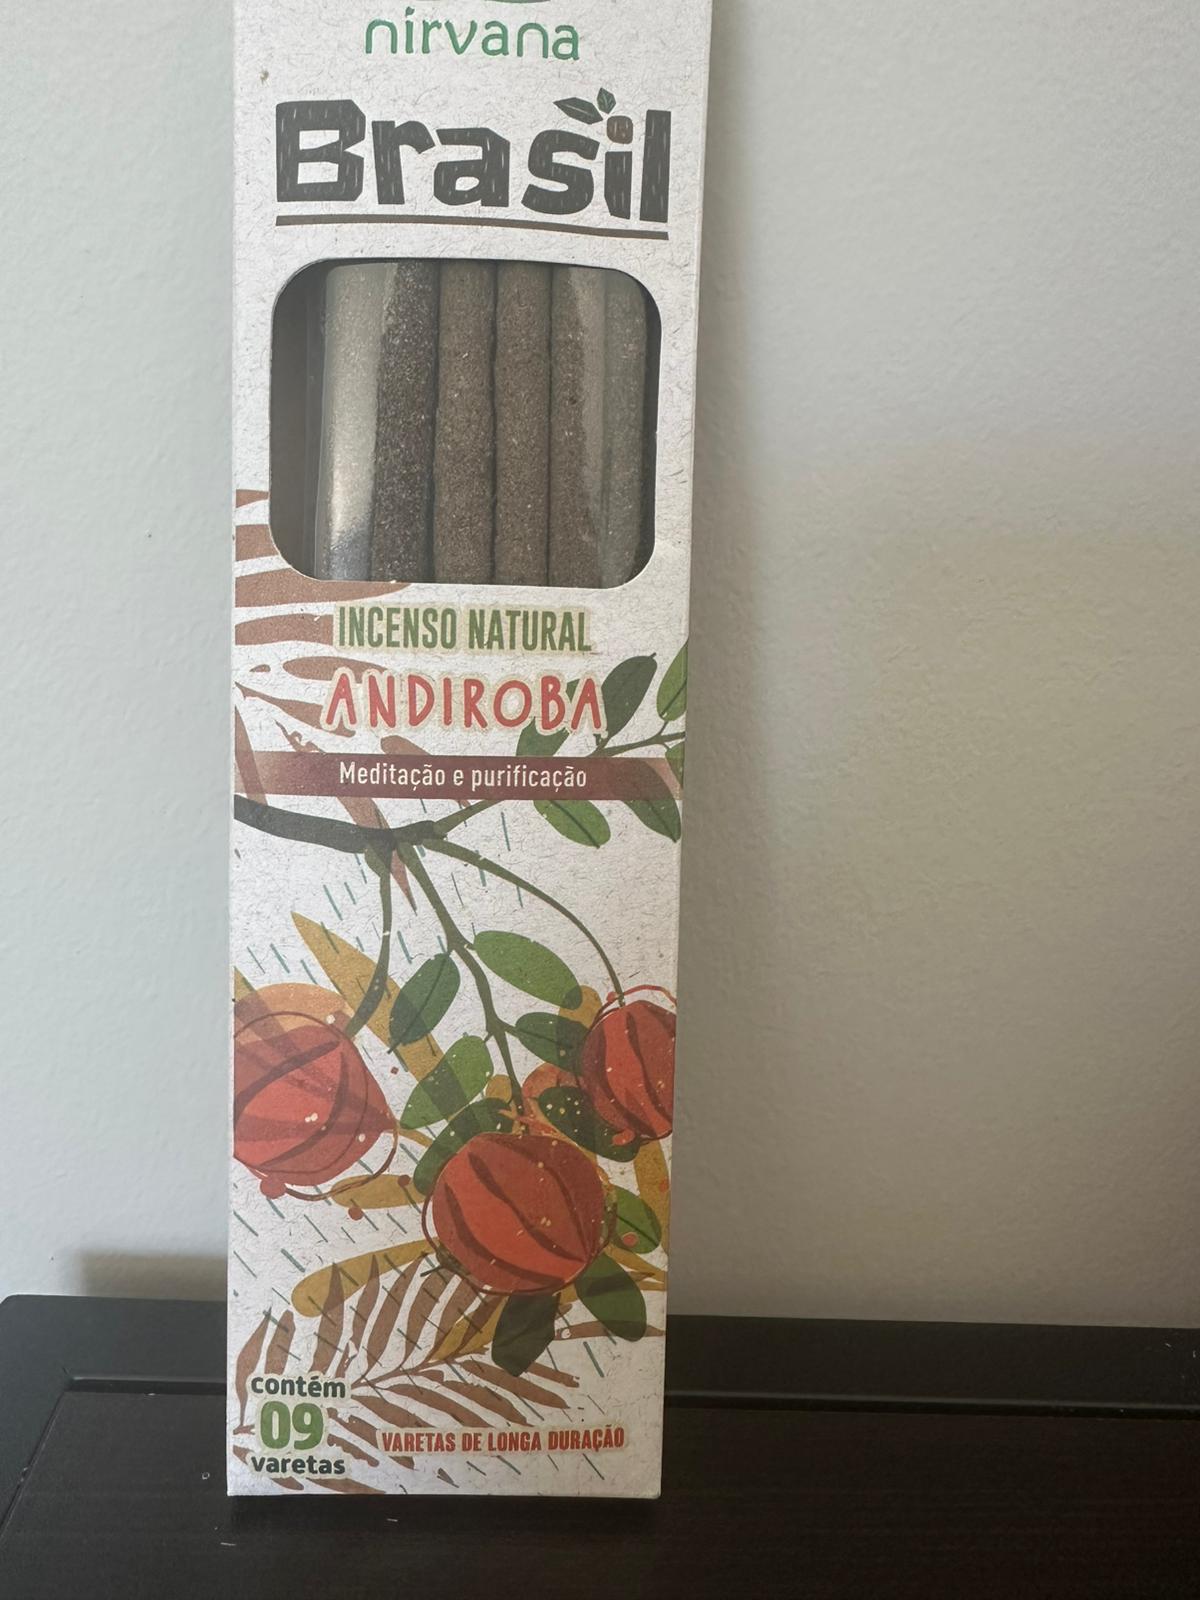 nirvana
Brasil
INCENSO NATURAL
ANDIROBA
Meditação e purificação
contém
09
varetas
VARETAS DE LONGA DURAÇÃO